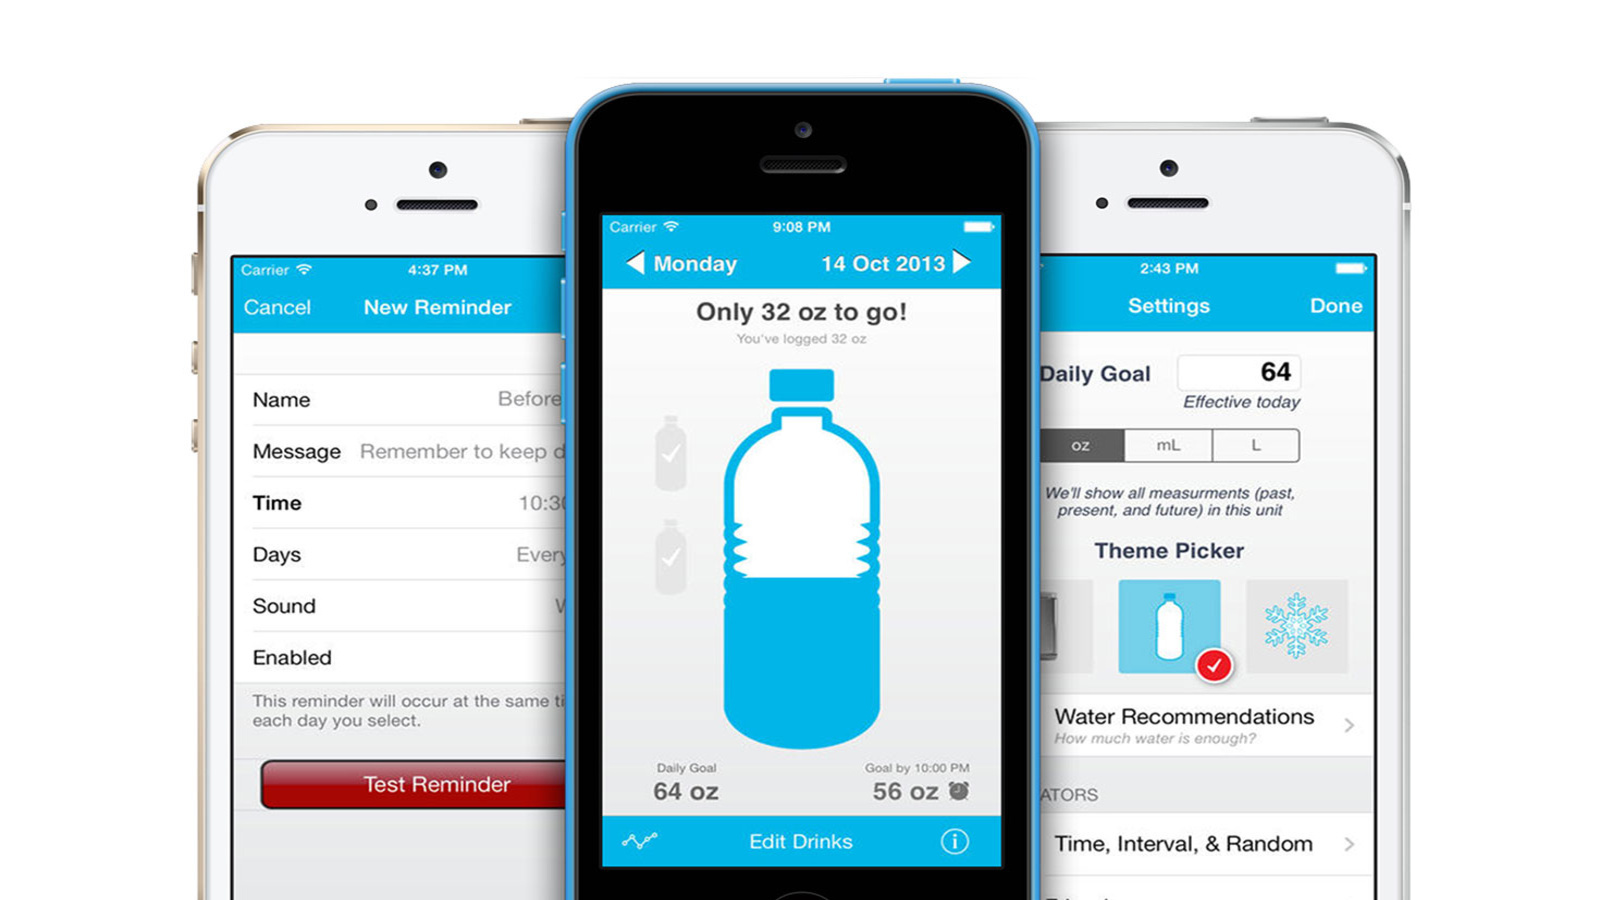 Carrier
4:37 PM
Cancel
New Reminder
Name
Before
Message
Remember to keep
Time
Days
Sound
Enabled
This reminder will occur at the same
each day you select.
Test Reminder
Carrier
9:08 PM
Monday
14 Oct 2013
Only 32 oz to go!
You've logged 32 oz
Daily Goal
64 oz
Goal by 10:00 PM
56 oz
Edit Drinks
2:43 PM
Settings
Done
Daily Goal
64
Effective today
oz
mL
L
We'll show all measurments (past,
present, and future) in this unit
Theme Picker
Water Recommendations
How much water is enough?
Time, Interval, & Random